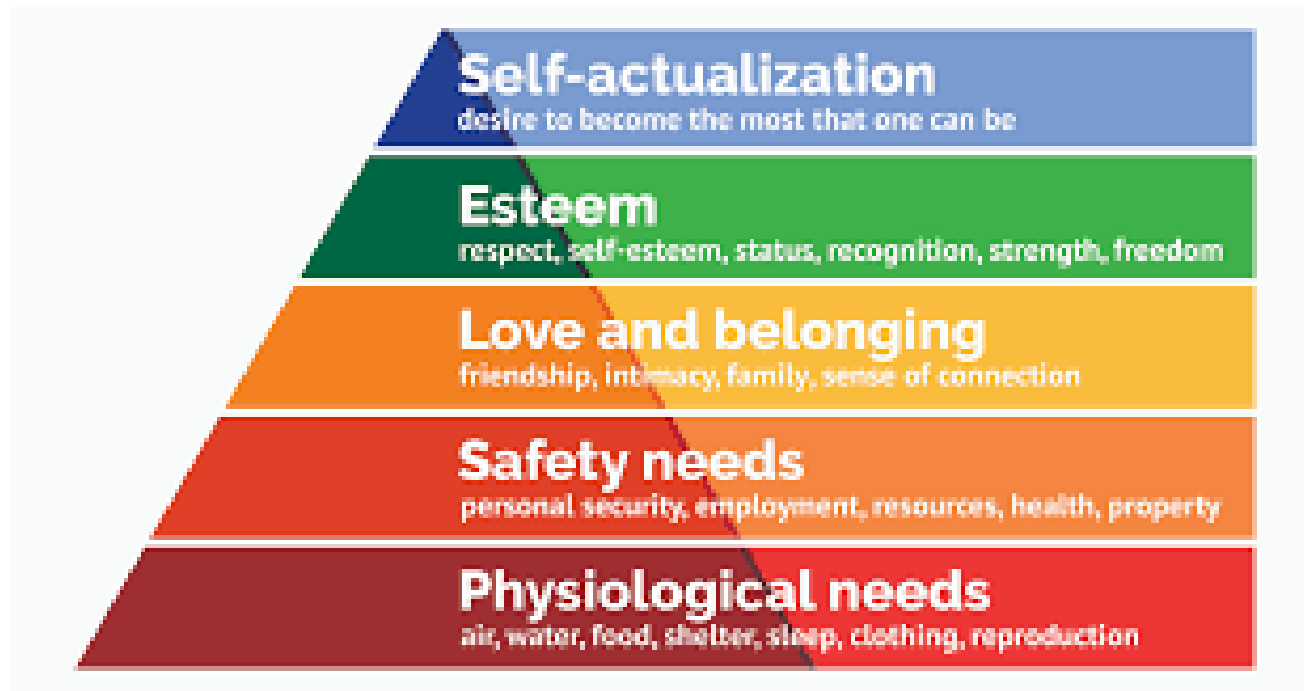 Self-actualization
desire to become the most that one can be
Esteem
respect, self-esteem, status, recognition, strength, freedom
Love and belonging
friendship, intimacy, family, sense of connection
Safety needs
personal security, employment, resources, health, property
Physiological needs
air, water, food, shelter, sleep, clothing, reproduction